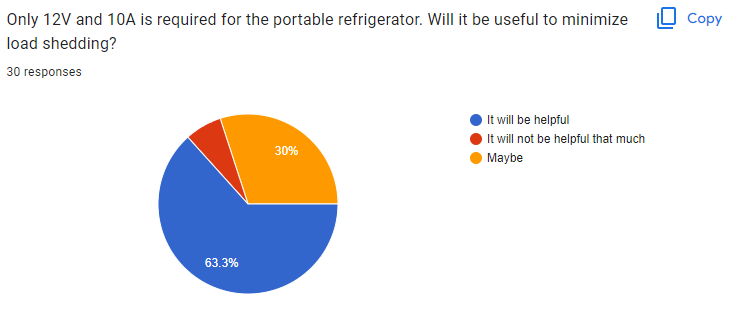 Only 12V and 10A is required for the portable refrigerator. Will it be useful to minimize
load shedding?
Copy
30 responses
It will be helpful
It will not be helpful that much
Maybe
30%
63.3%